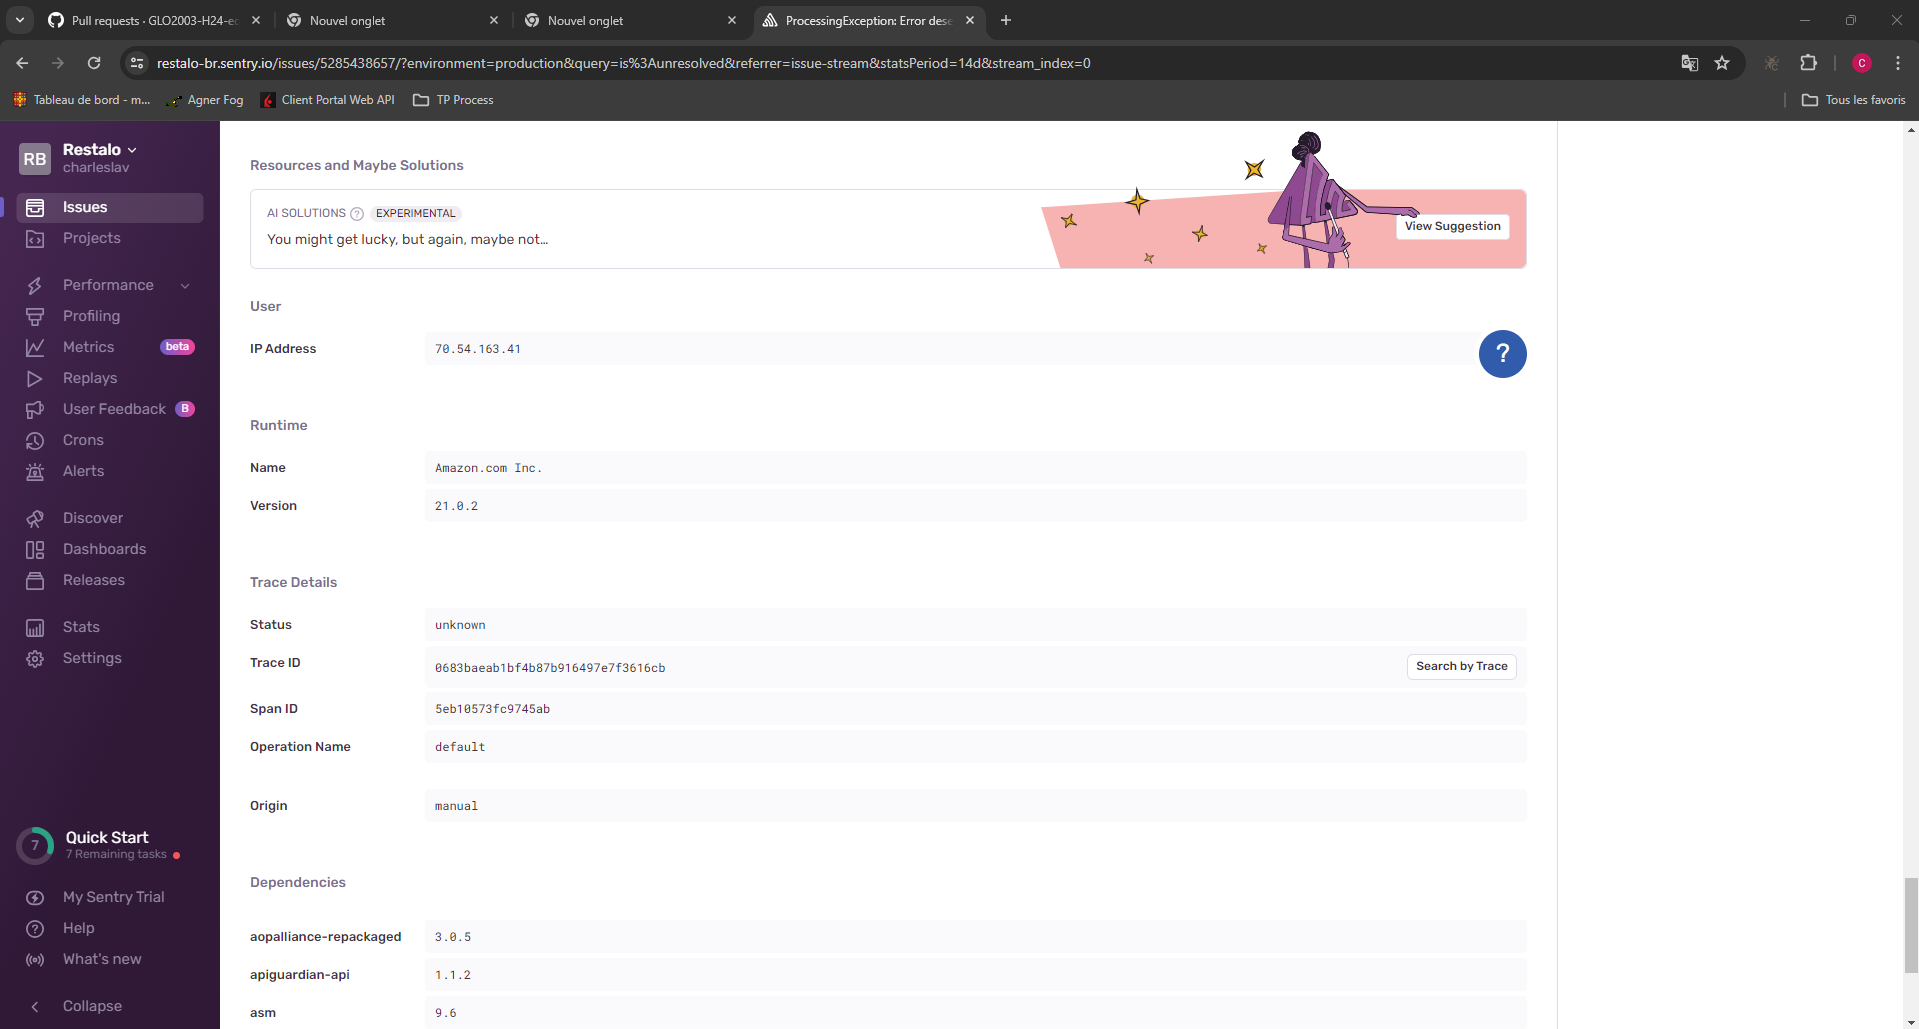 Pull requests · GLO2003-H24-ec
Nouvel onglet
Nouvel onglet
ProcessingException: Error dese
restalo-br.sentry.io/issues/5285438657/?environment=production&query=is%3Aunresolved&referrer=issue-stream&statsPeriod=14d&stream_index=0
C
Tableau de bord - m...
Agner Fog
Client Portal Web API
TP Process
Tous les favoris
RB
Restalo
charleslav
Issues
Projects
Performance
Profiling
Metrics
beta
Replays
User Feedback
B
Crons
Alerts
Discover
Dashboards
Releases
Stats
Settings
7
Quick Start
7 Remaining tasks
My Sentry Trial
Help
What's new
Collapse
Resources and Maybe Solutions
AI SOLUTIONS ? EXPERIMENTAL
You might get lucky, but again, maybe not...
View Suggestion
User
IP Address
70.54.163.41
?
Runtime
Name
Amazon.com Inc.
Version
21.0.2
Trace Details
Status
unknown
Trace ID
0683baeab1bf4b87b916497e7f3616cb
Search by Trace
Span ID
5eb10573fc9745ab
Operation Name
default
Origin
manual
Dependencies
aopalliance-repackaged
3.0.5
apiguardian-api
1.1.2
asm
9.6